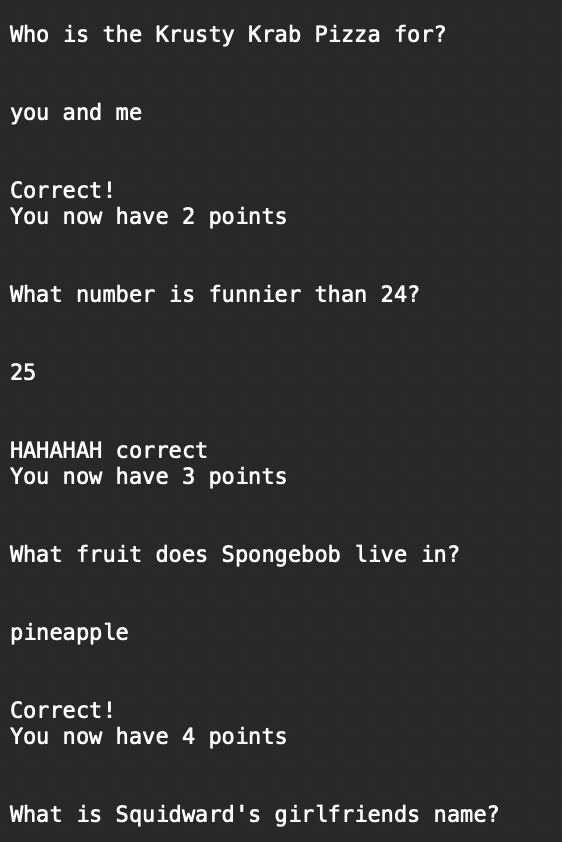 Who is the Krusty Krab Pizza for?
you and me
Correct!
You now have 2 points
What number is funnier than 24?
25
HAHAHAH correct
You now have 3 points
What fruit does Spongebob live in?
pineapple
Correct!
You now have 4 points
What is Squidward's girlfriends name?